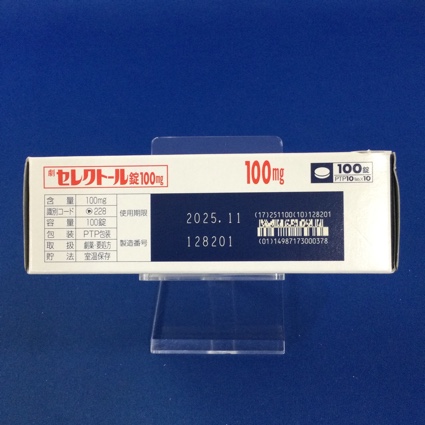 劇 セレクトール錠100mg
100mg
100錠
PTP10錠×10
含量 100mg
識別コード 228
容量 100錠
包装 PTP包装
取扱 劇薬・要処方
貯法 室温保存
使用期限 2025.11
製造番号 128201
(17)251100(10)128201
(01)14987173000378